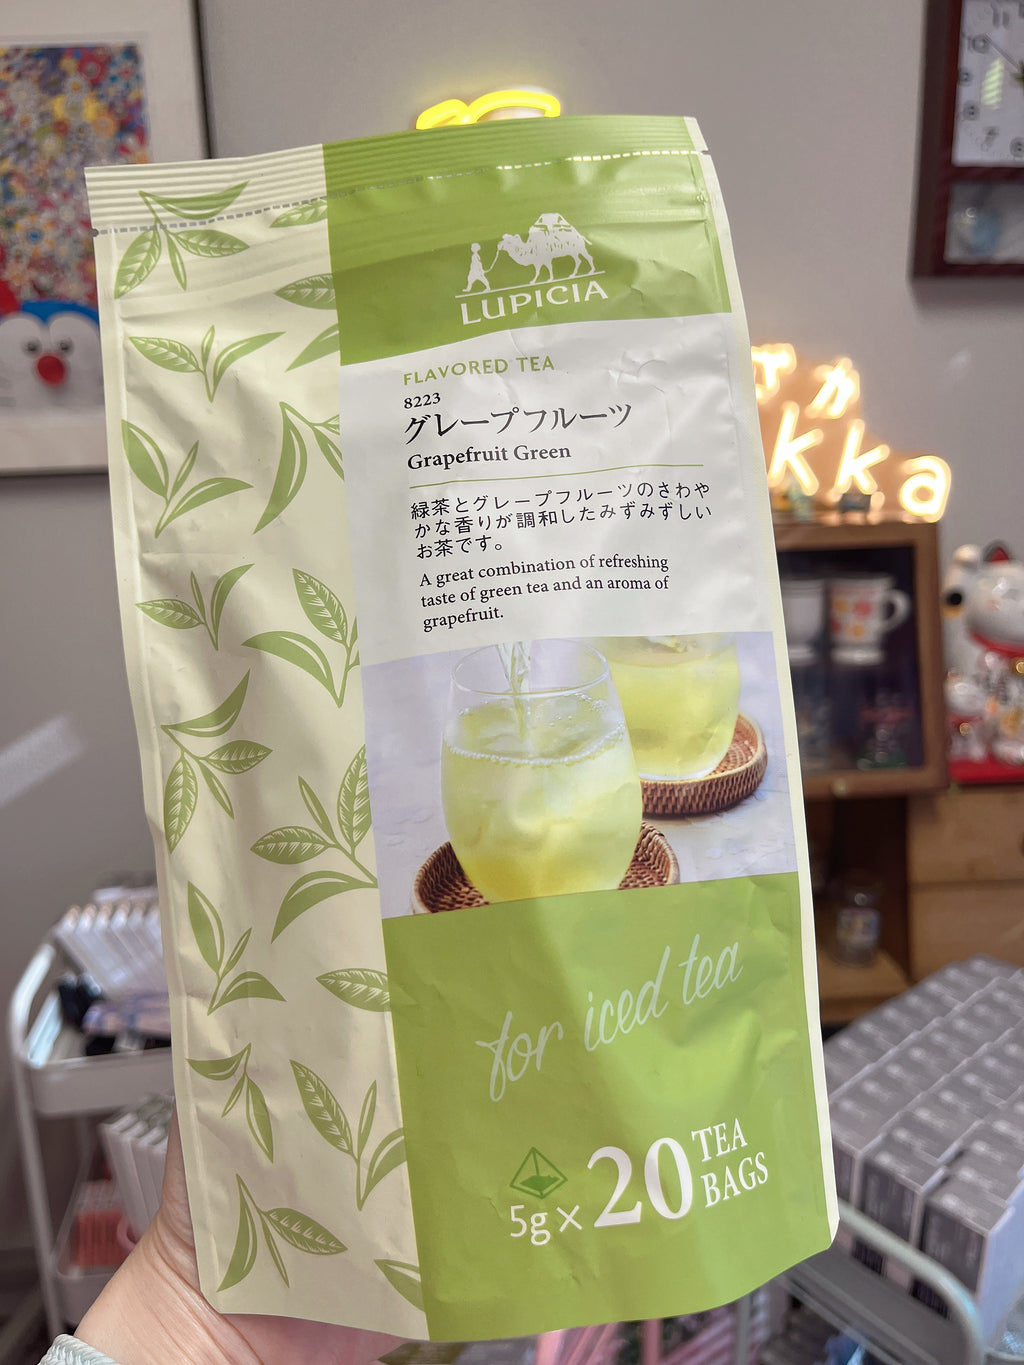 LUPICIA
FLAVORED TEA
8223
グレープフルーツ
Grapefruit Green
緑茶とグレープフルーツのさわや
かな香りが調和したみずみずしい
お茶です。
A great combination of refreshing
taste of green tea and an aroma of
grapefruit.
for iced tea
5g×20 TEA
BAGS
kka